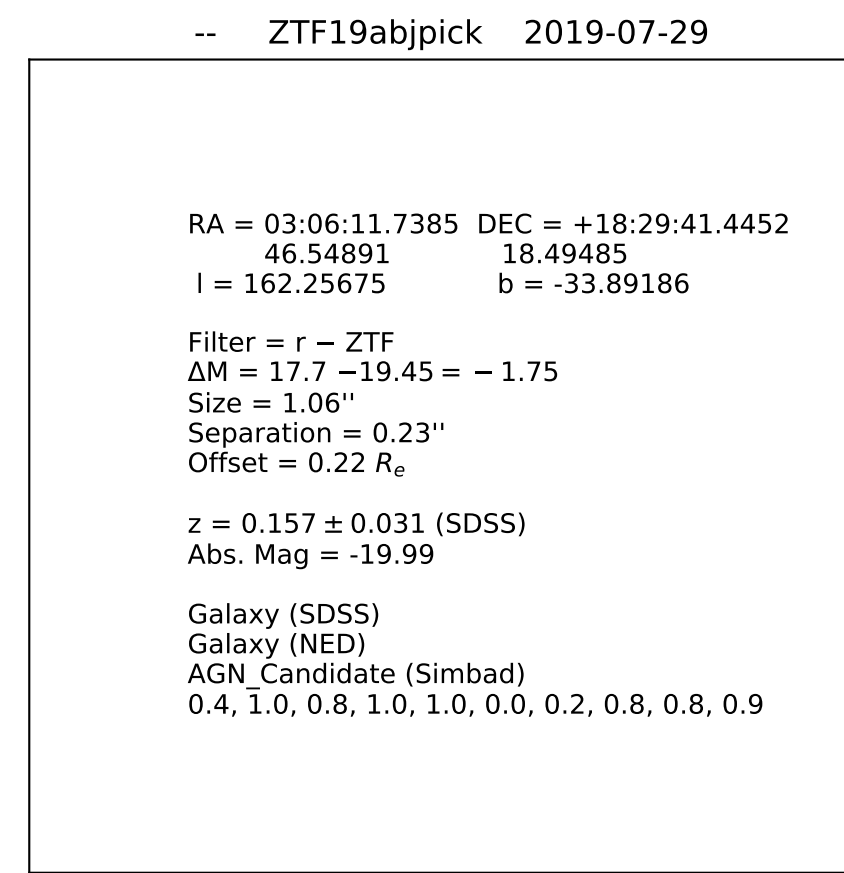 -- ZTF19abjpick 2019-07-29
RA = 03:06:11.7385 DEC = +18:29:41.4452
46.54891 18.49485
l = 162.25675 b = -33.89186
Filter = r − ZTF
ΔM = 17.7 −19.45 = − 1.75
Size = 1.06''
Separation = 0.23''
Offset = 0.22 Rₑ
z = 0.157 ± 0.031 (SDSS)
Abs. Mag = -19.99
Galaxy (SDSS)
Galaxy (NED)
AGN_Candidate (Simbad)
0.4, 1.0, 0.8, 1.0, 1.0, 0.0, 0.2, 0.8, 0.8, 0.9